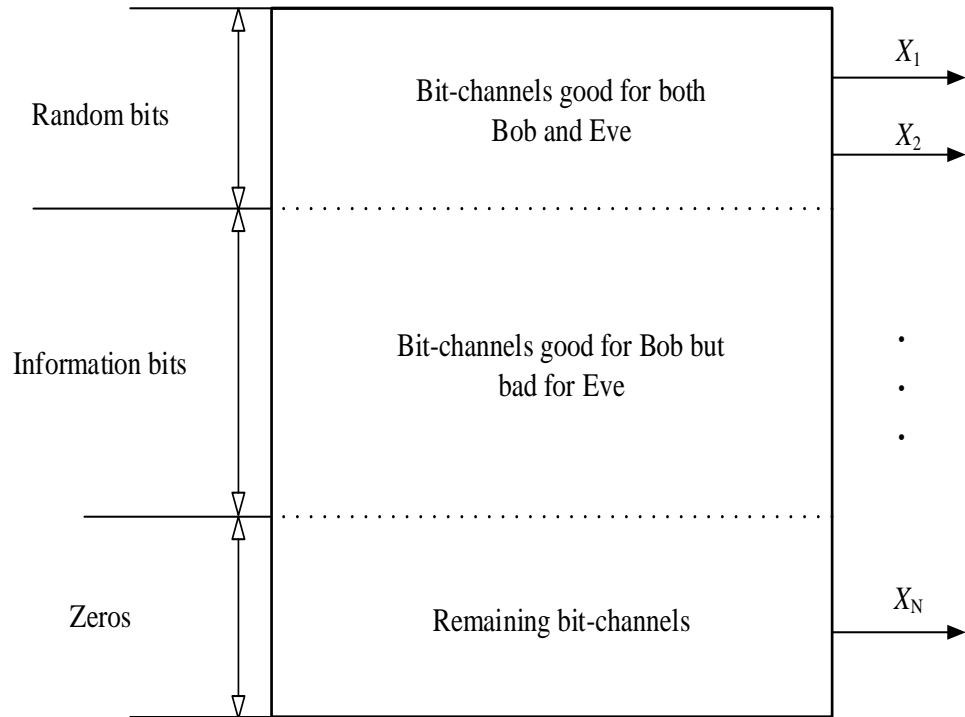 Random bits
Bit-channels good for both
Bob and Eve
X1
X2
Information bits
Bit-channels good for Bob but
bad for Eve
Zeros
Remaining bit-channels
XN